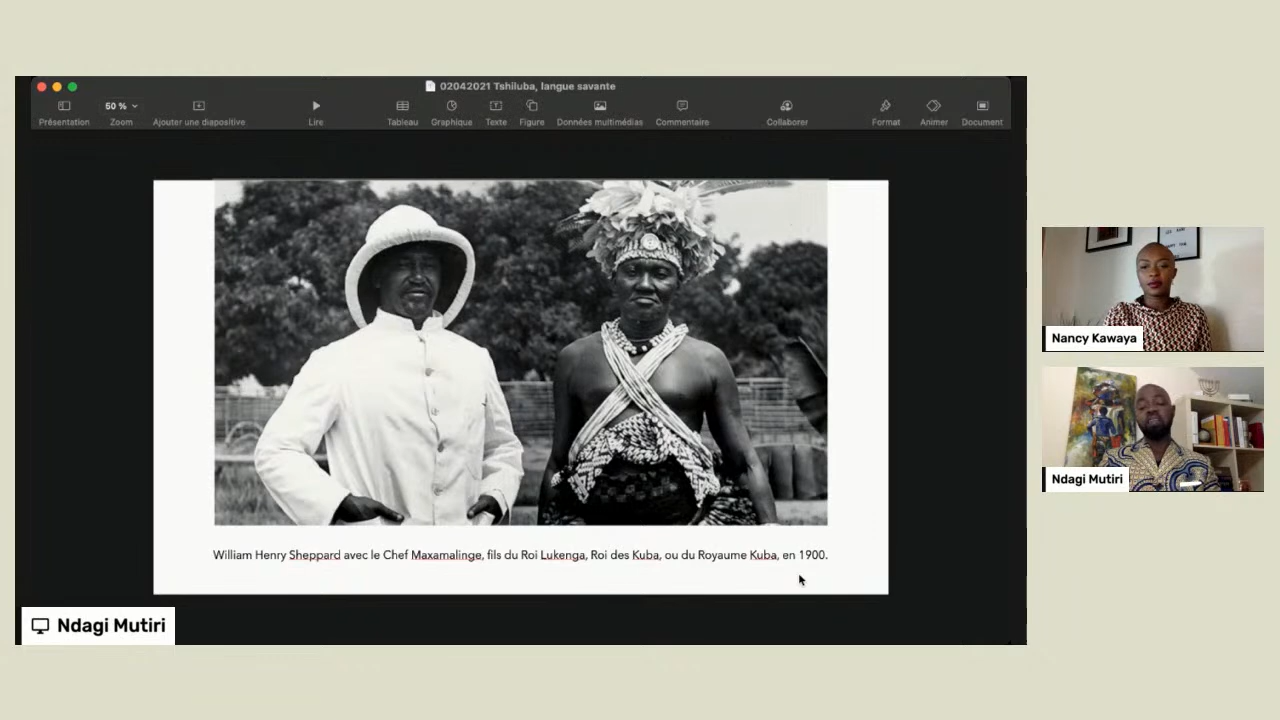 02042021 Tshiluba, langue savante
50 %
Présentation Zoom Ajouter une diapositive Lire Tableau Graphique Texte Figure Données multimédias Commentaire Collaborer Format Animer Document
William Henry Sheppard avec le Chef Maxamalinge, fils du Roi Lukenga, Roi des Kuba, ou du Royaume Kuba, en 1900.
Ndagi Mutiri
Nancy Kawaya
Ndagi Mutiri